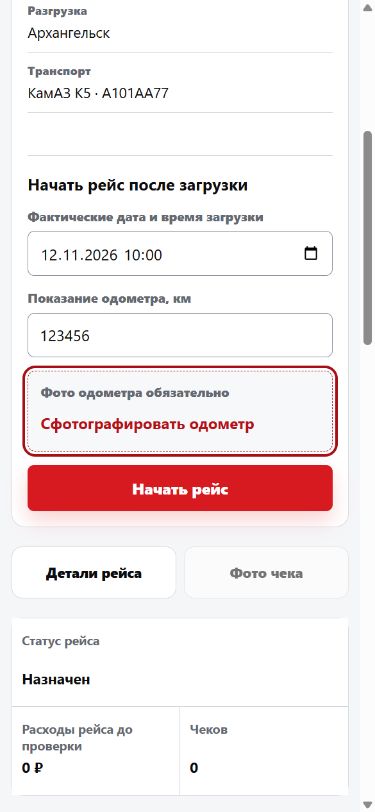 Разгрузка
Архангельск
Транспорт
КамАЗ К5 · А101АА77
Начать рейс после загрузки
Фактические дата и время загрузки
12.11.2026 10:00
Показание одометра, км
123456
Фото одометра обязательно
Сфотографировать одометр
Начать рейс
Детали рейса
Фото чека
Статус рейса
Назначен
Расходы рейса до
проверки
0 ₽
Чеков
0